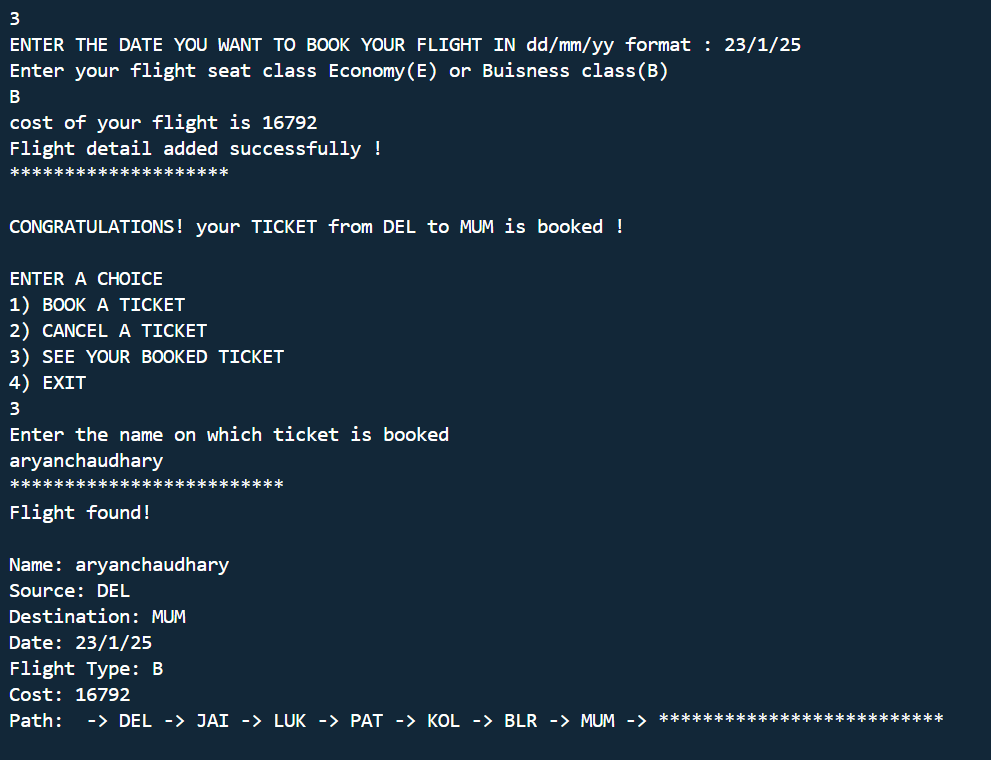 3
ENTER THE DATE YOU WANT TO BOOK YOUR FLIGHT IN dd/mm/yy format : 23/1/25
Enter your flight seat class Economy(E) or Buisness class(B)
B
cost of your flight is 16792
Flight detail added successfully !
********************
CONGRATULATIONS! your TICKET from DEL to MUM is booked !
ENTER A CHOICE
1) BOOK A TICKET
2) CANCEL A TICKET
3) SEE YOUR BOOKED TICKET
4) EXIT
3
Enter the name on which ticket is booked
aryanchaudhary
*************************
Flight found!
Name: aryanchaudhary
Source: DEL
Destination: MUM
Date: 23/1/25
Flight Type: B
Cost: 16792
Path:  -> DEL -> JAI -> LUK -> PAT -> KOL -> BLR -> MUM -> **************************